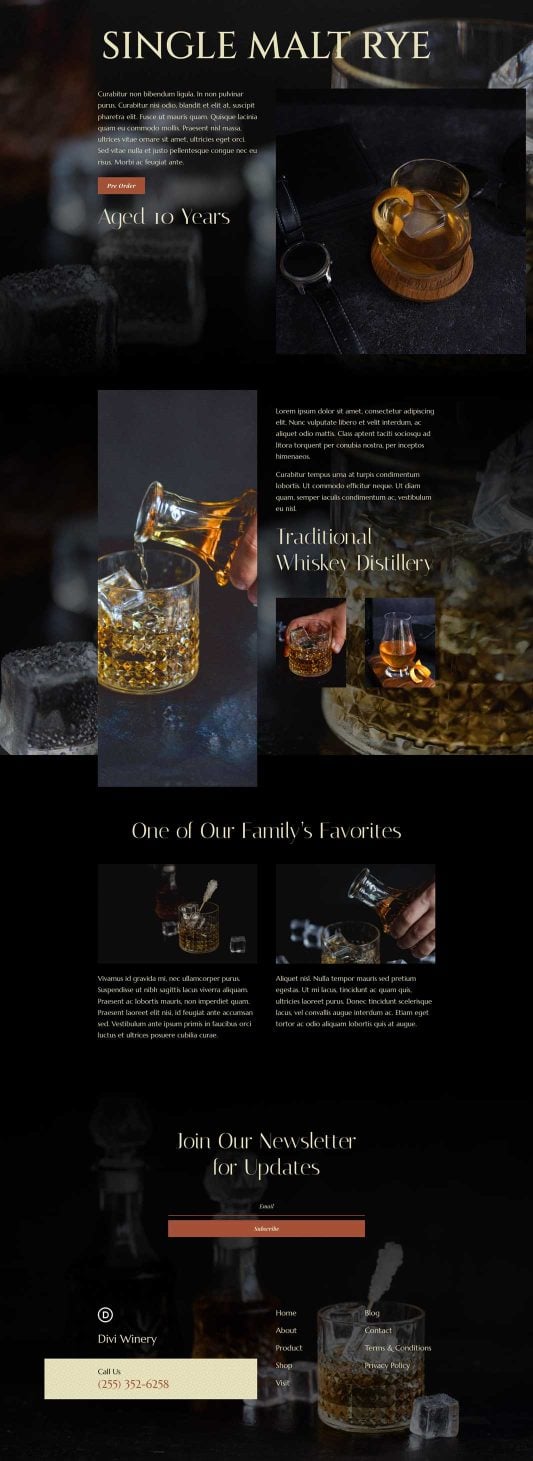 SINGLE MALT RYE
Curabitur non bibendum ligula. In non pulvinar
purus. Curabitur nisi odio, blandit et elit at, suscipit
pharetra elit. Fusce ut mauris quam. Quisque lacinia
quam eu commodo mollis. Praesent nisl massa,
ultrices vitae ornare sit amet, ultricies eget orci.
Sed vitae nulla et justo pellentesque congue nec eu
risus. Morbi ac feugiat ante.
Pre Order
Aged 10 Years
Lorem ipsum dolor sit amet, consectetur adipiscing
elit. Nunc vulputate libero et velit interdum, ac
aliquet odio mattis. Class aptent taciti sociosqu ad
litora torquent per conubia nostra, per inceptos
himenaeos.
Curabitur tempus urna at turpis condimentum
lobortis. Ut commodo efficitur neque. Ut diam
quam, semper iaculis condimentum ac, vestibulum
eu nisl.
Traditional
Whiskey Distillery
One of Our Family's Favorites
Vivamus id gravida mi, nec ullamcorper purus.
Suspendisse ut nibh sagittis lacus viverra aliquam.
Praesent ac lobortis mauris, non imperdiet quam.
Praesent laoreet elit nisi, id feugiat ante accumsan
sed. Vestibulum ante ipsum primis in faucibus orci
luctus et ultrices posuere cubilia curae.
Aliquet nisl. Nulla tempor mauris sed pretium
egestas. Ut mi lacus, tincidunt ac quam quis,
ultricies laoreet purus. Donec tincidunt scelerisque
lacus, vel convallis augue interdum ac. Etiam eget
tortor ac odio aliquam lobortis quis at augue.
Join Our Newsletter
for Updates
Email
Subscribe
D
Divi Winery
Call Us
(255) 352-6258
Home
About
Product
Shop
Visit
Blog
Contact
Terms & Conditions
Privacy Policy